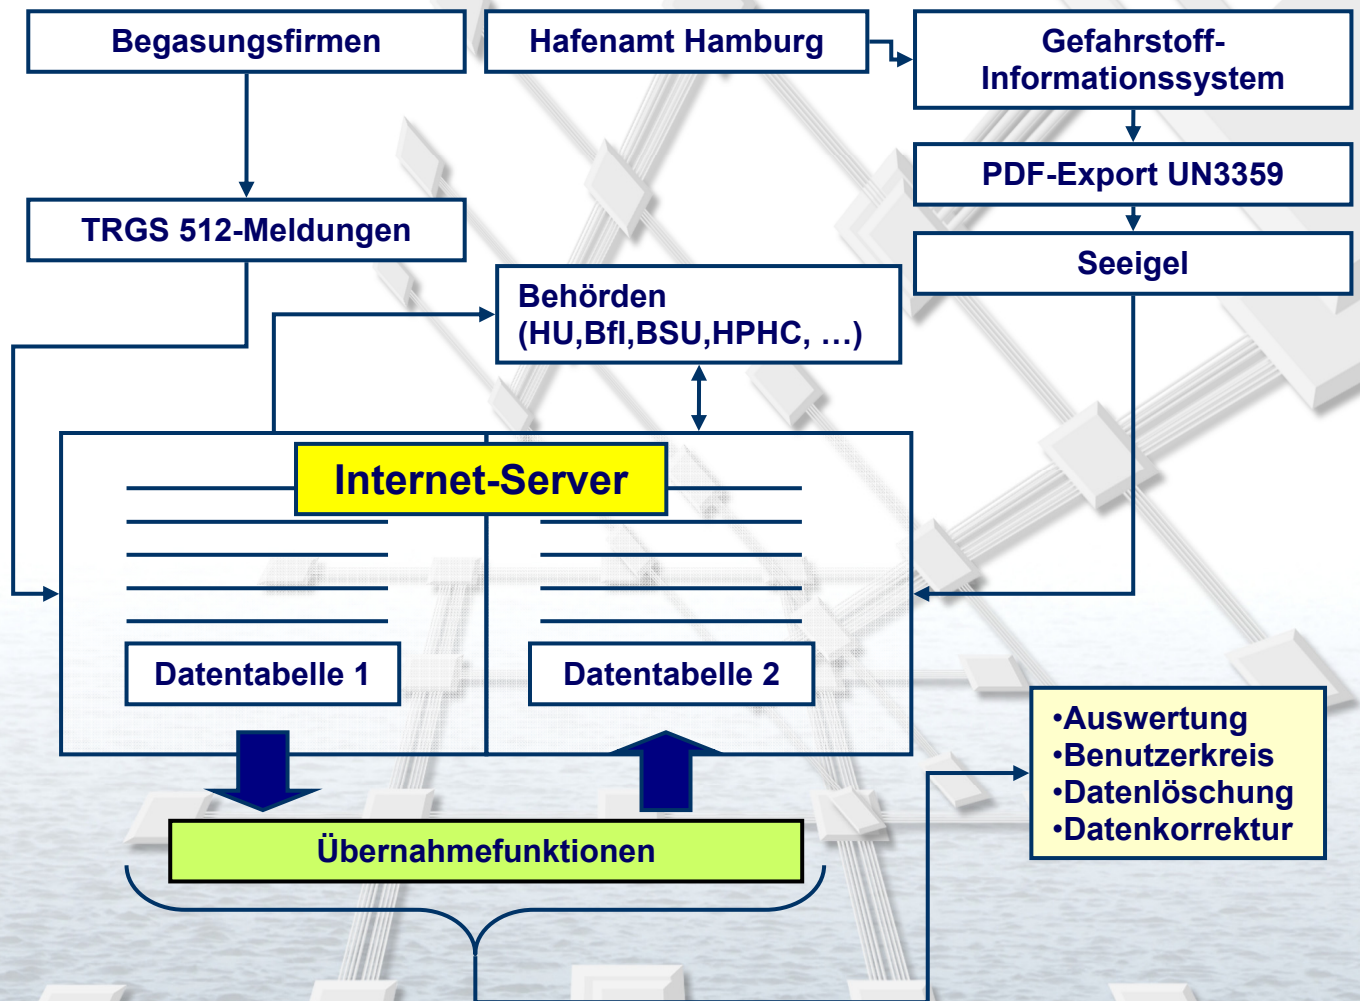 Begasungsfirmen
Hafenamt Hamburg
Gefahrstoff-
Informationssystem
PDF-Export UN3359
TRGS 512-Meldungen
Seeigel
Behörden
(HU,BfI,BSU,HPHC, …)
Internet-Server
Datentabelle 1
Datentabelle 2
•Auswertung
•Benutzerkreis
•Datenlöschung
•Datenkorrektur
Übernahmefunktionen